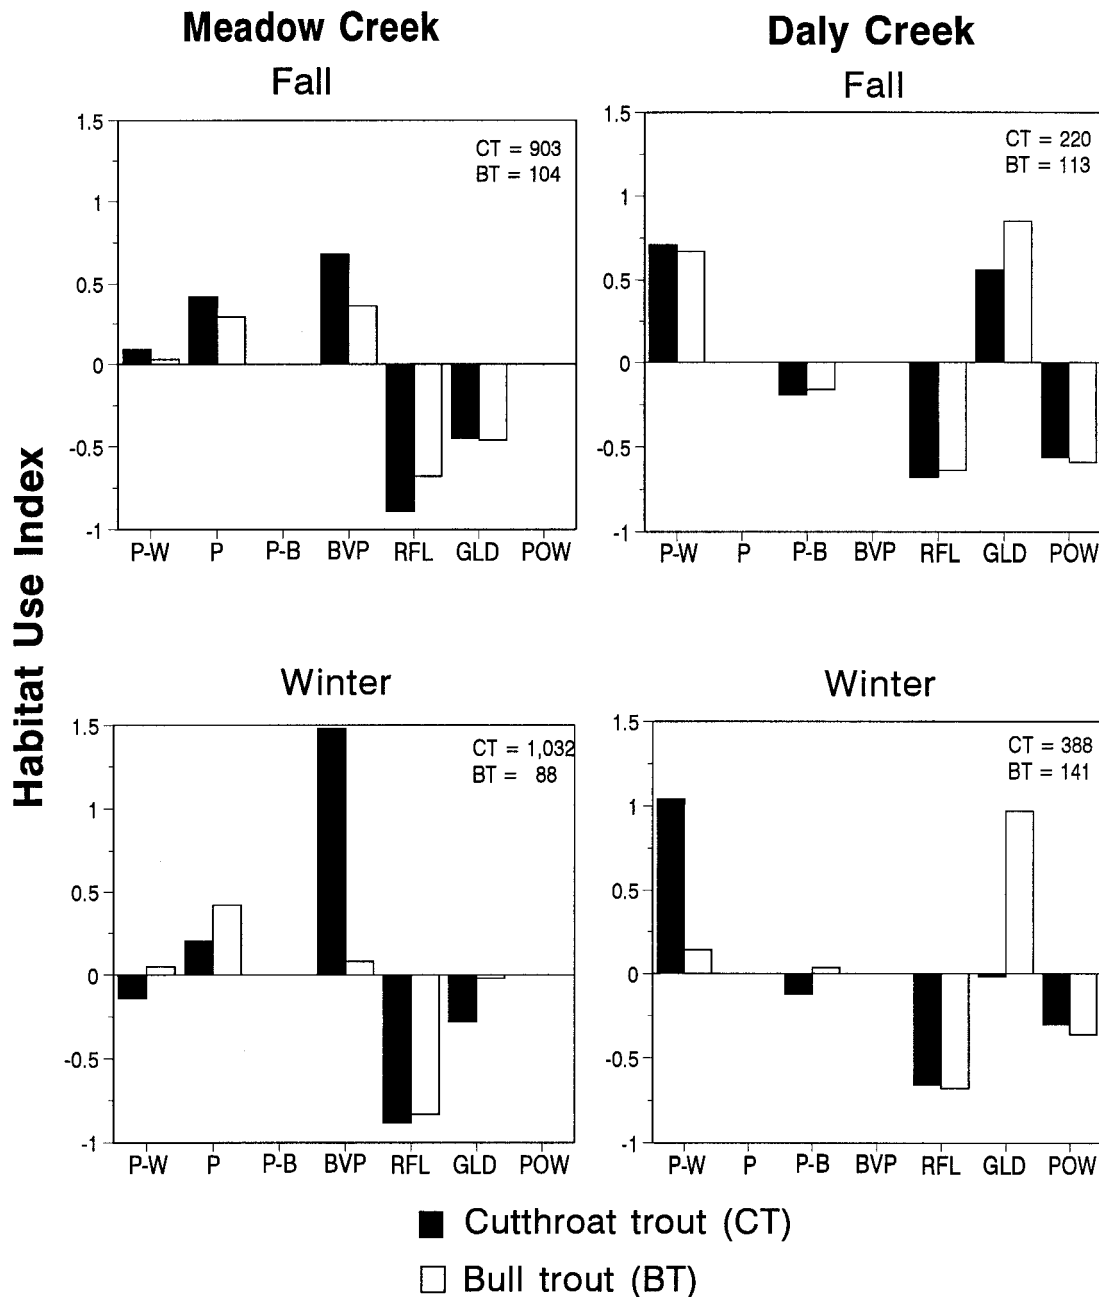 Meadow Creek
Fall
1.5
1
0.5
0
-0.5
-1
CT = 903
BT = 104
P-W P P-B BVP RFL GLD POW
Daly Creek
Fall
1.5
1
0.5
0
-0.5
-1
CT = 220
BT = 113
P-W P P-B BVP RFL GLD POW
Habitat Use Index
Winter
1.5
1
0.5
0
-0.5
-1
CT = 1,032
BT = 88
P-W P P-B BVP RFL GLD POW
Winter
1.5
1
0.5
0
-0.5
-1
CT = 388
BT = 141
P-W P P-B BVP RFL GLD POW
Cutthroat trout (CT)
Bull trout (BT)